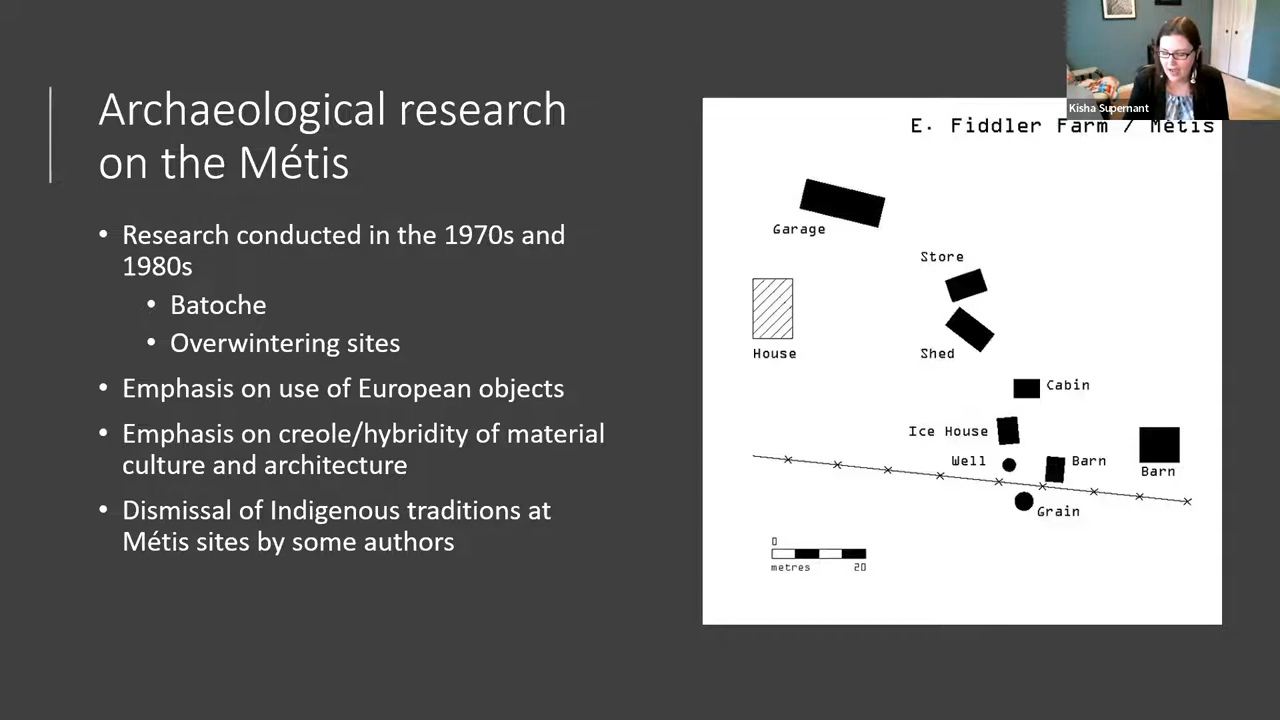 Archaeological research
on the Métis
• Research conducted in the 1970s and
1980s
• Batoche
• Overwintering sites
• Emphasis on use of European objects
• Emphasis on creole/hybridity of material
culture and architecture
• Dismissal of Indigenous traditions at
Métis sites by some authors
Kisha Supernant
E. Fiddler Farm / Métis
Garage
Store
House
Shed
Cabin
Ice House
Well
Barn
Barn
Grain
0
metres 20